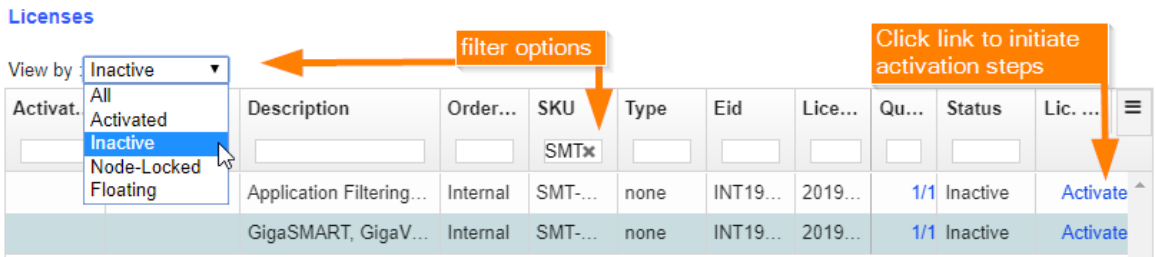 Licenses
filter options
Click link to initiate
activation steps
View by : Inactive
All
Activated
Inactive
Node-Locked
Floating
Activat.. Description Order... SKU Type Eid Lice... Qu... Status Lic. ...
SMT
Application Filtering... Internal SMT-... none INT19... 2019... 1/1 Inactive Activate
GigaSMART, GigaV... Internal SMT-... none INT19... 2019... 1/1 Inactive Activate